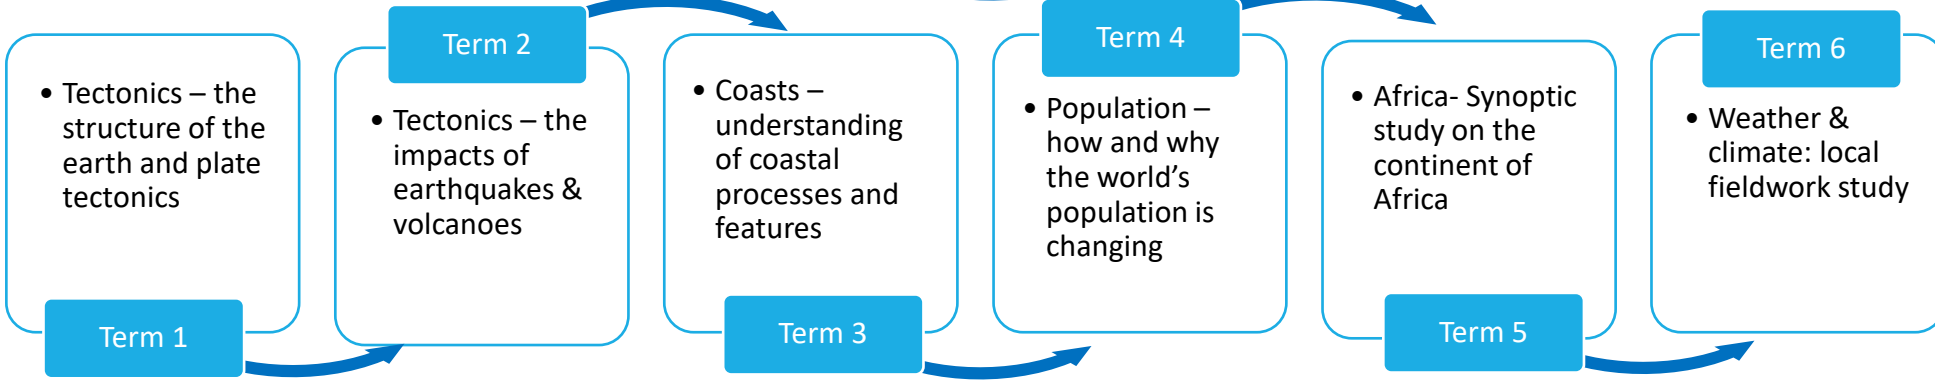 • Tectonics – the
structure of the
earth and plate
tectonics
Term 1
Term 2
• Tectonics – the
impacts of
earthquakes &
volcanoes
• Coasts –
understanding
of coastal
processes and
features
Term 3
Term 4
• Population –
how and why
the world’s
population is
changing
• Africa- Synoptic
study on the
continent of
Africa
Term 5
Term 6
• Weather &
climate: local
fieldwork study